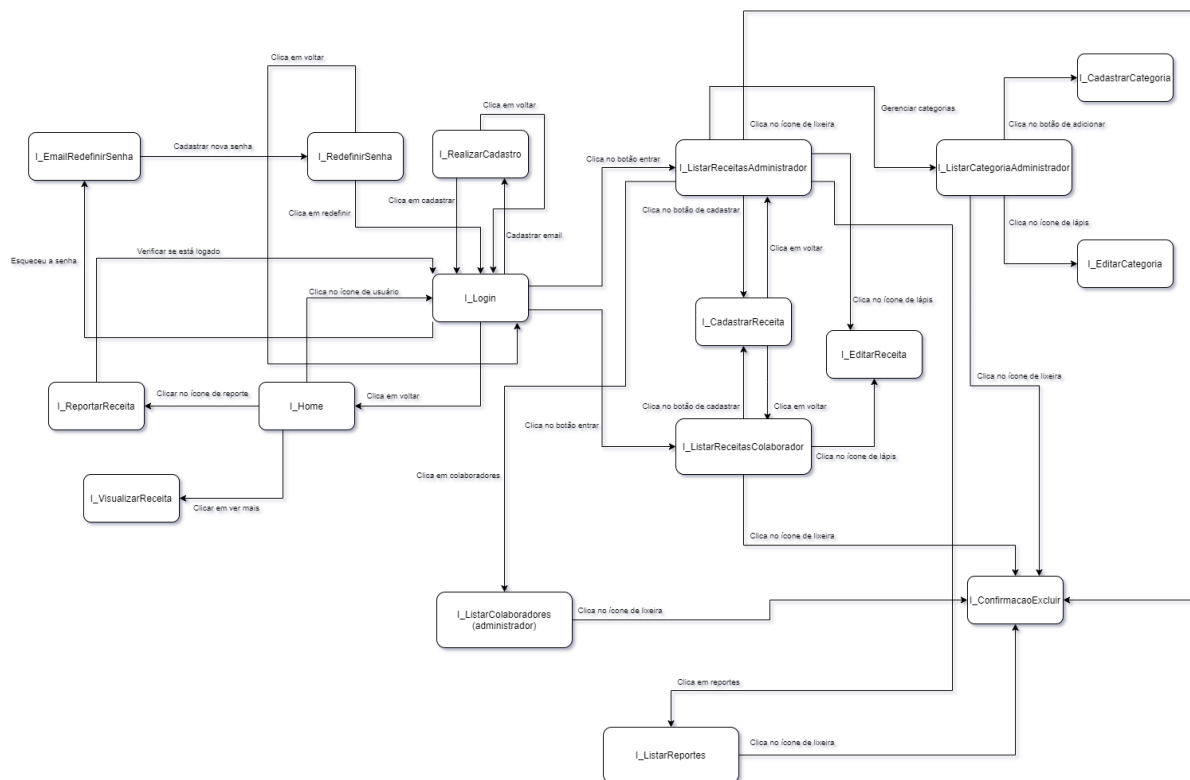 Clica em voltar
I_CadastrarCategoria
Clica em voltar
Gerenciar categorias
Clica no ícone de lixeira
Clica no botão de adicionar
I_EmailRedefinirSenha
Cadastrar nova senha
I_RedefinirSenha
I_RealizarCadastro
Clica no botão entrar
I_ListarReceitasAdministrador
I_ListarCategoriaAdministrador
Clica em cadastrar
Clica em redefinir
Clica no botão de cadastrar
Clica no ícone de lápis
Cadastrar email
Clica em voltar
Verificar se está logado
Esqueceu a senha
I_EditarCategoria
Clica no ícone de usuário
I_Login
Clica no ícone de lápis
I_CadastrarReceita
I_EditarReceita
Clica no ícone de lixeira
Clicar no ícone de reporte
Clica em voltar
I_ReportarReceita
I_Home
Clica no botão de cadastrar
Clica em voltar
Clica no botão entrar
I_ListarReceitasColaborador
Clica no ícone de lápis
Clica em colaboradores
I_VisualizarReceita
Clicar em ver mais
Clica no ícone de lixeira
I_ConfirmacaoExcluir
I_ListarColaboradores
(administrador)
Clica no ícone de lixeira
Clica em reportes
I_ListarReportes
Clica no ícone de lixeira